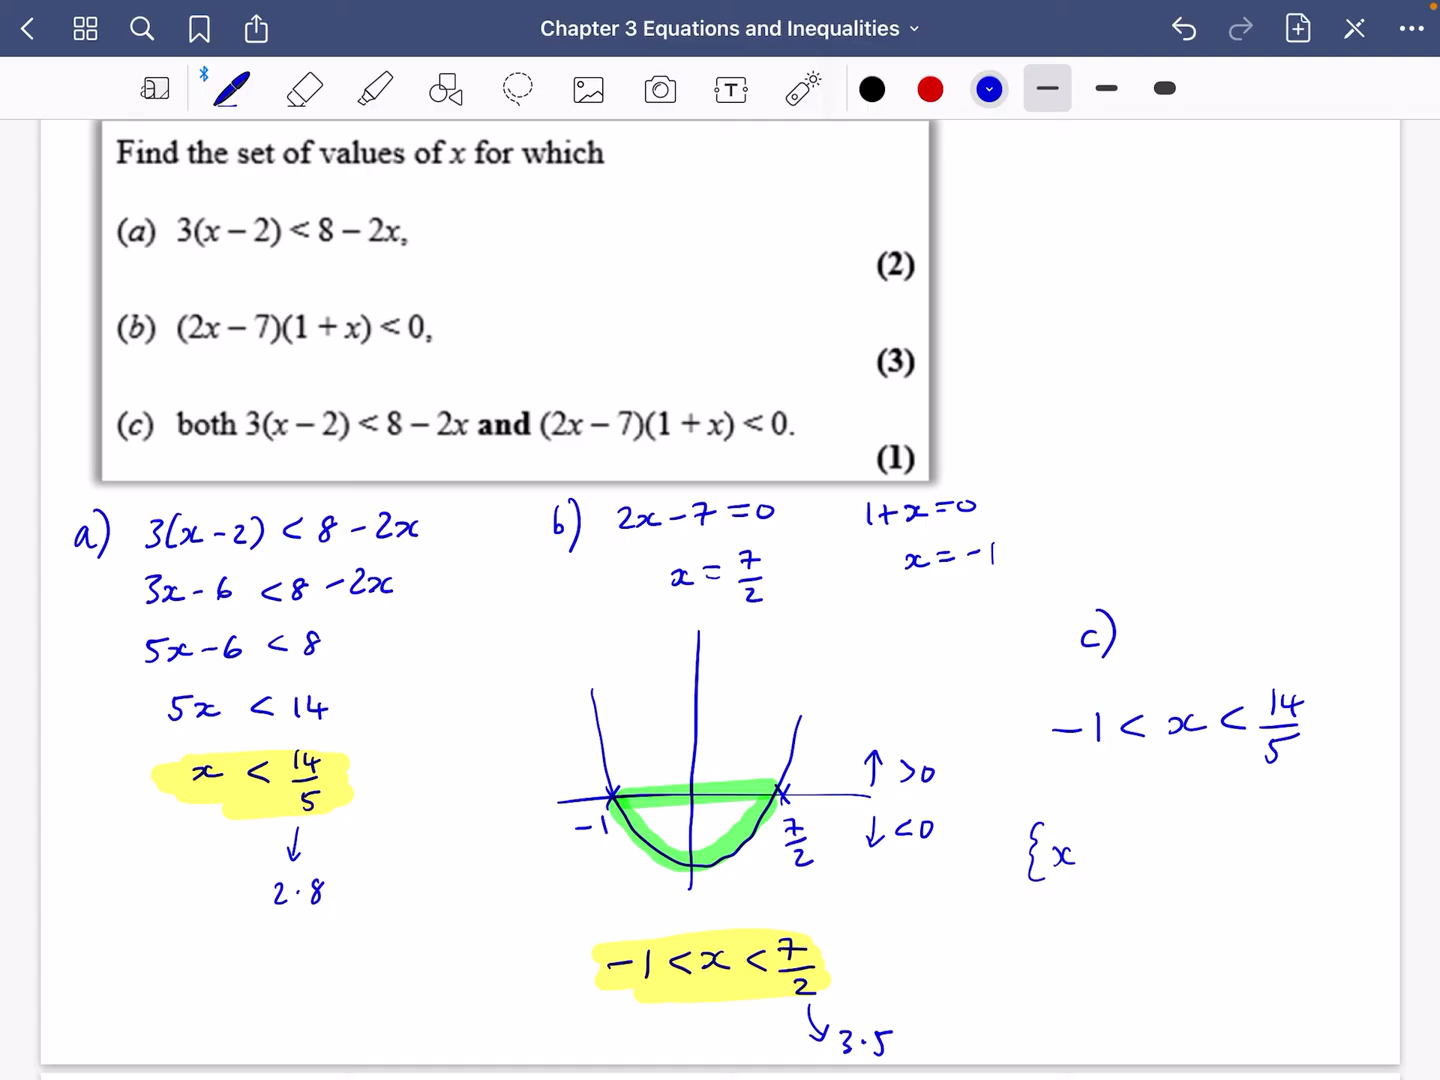 Chapter 3 Equations and Inequalities
T
Find the set of values of x for which
(a) 3(x – 2) < 8 – 2x,
(2)
(b) (2x – 7)(1 + x) < 0,
(3)
(c) both 3(x – 2) < 8 – 2x and (2x – 7)(1 + x) < 0.
(1)
a) 3(x - 2) < 8 - 2x
3x - 6 < 8 - 2x
5x - 6 < 8
5x < 14
x < 14/5
↓
2.8
b) 2x - 7 = 0
x = 7/2
1 + x = 0
x = -1
-1
7/2
↑ > 0
↓ < 0
-1 < x < 7/2
3.5
c)
-1 < x < 14/5
{ x